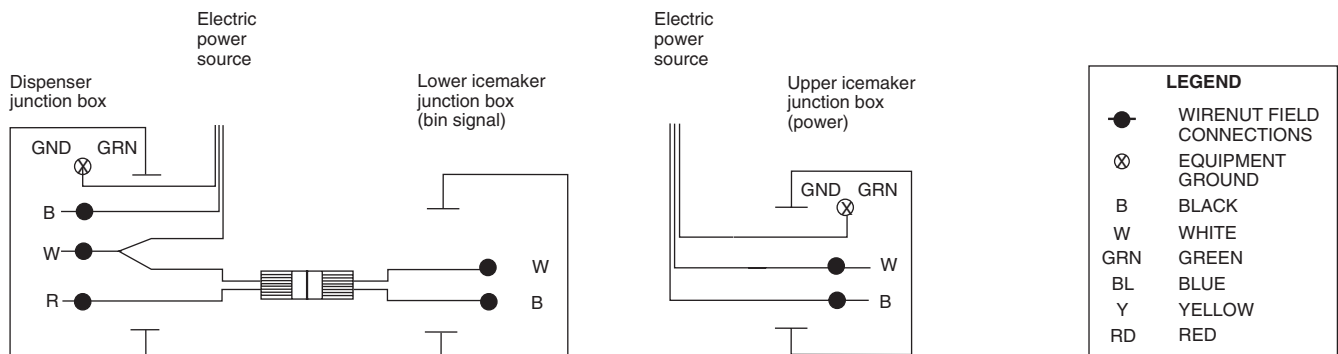 Electric
power
source
Dispenser
junction box
GND GRN
B
W
R
Lower icemaker
junction box
(bin signal)
W
B
Electric
power
source
Upper icemaker
junction box
(power)
GND GRN
W
B
LEGEND
WIRENUT FIELD
CONNECTIONS
EQUIPMENT
GROUND
B BLACK
W WHITE
GRN GREEN
BL BLUE
Y YELLOW
RD RED